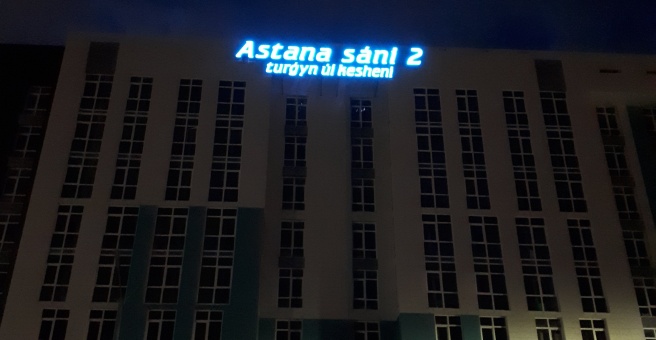 Astana sáni 2
turǵyn úı kesheni